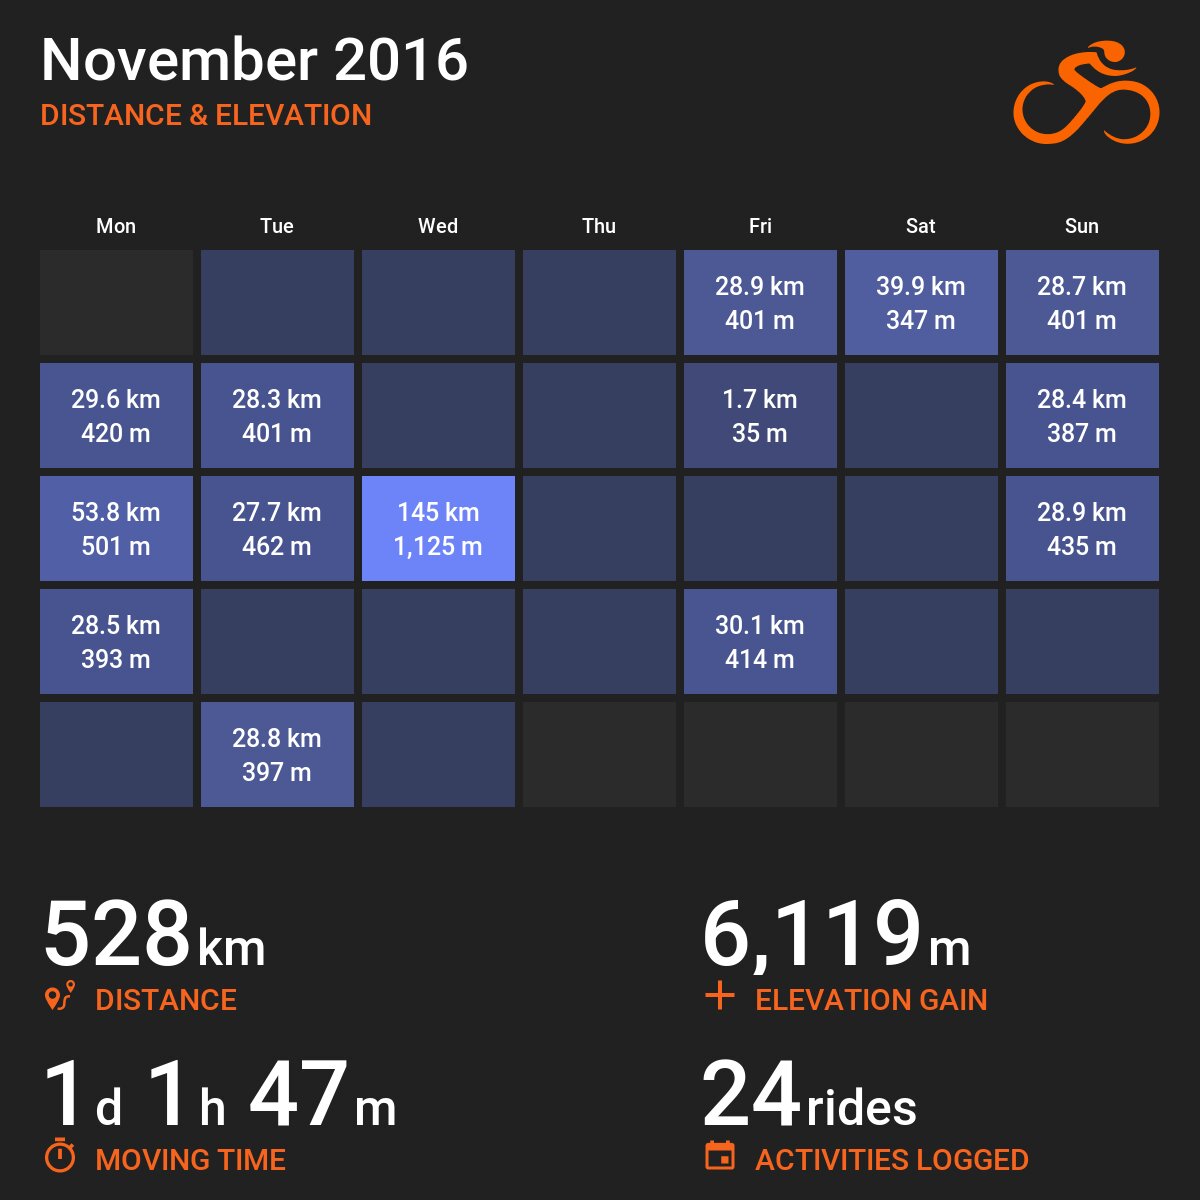 November 2016
DISTANCE & ELEVATION
Mon Tue Wed Thu Fri Sat Sun
28.9 km 39.9 km 28.7 km
401 m 347 m 401 m
29.6 km 28.3 km 1.7 km 28.4 km
420 m 401 m 35 m 387 m
53.8 km 27.7 km 145 km 28.9 km
501 m 462 m 1,125 m 435 m
28.5 km 30.1 km
393 m 414 m
28.8 km
397 m
528 km 6,119 m
DISTANCE ELEVATION GAIN
1 d 1 h 47 m 24 rides
MOVING TIME ACTIVITIES LOGGED